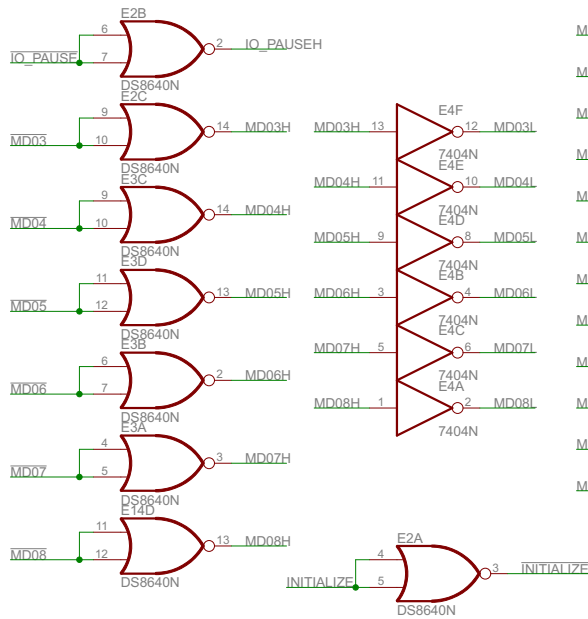 E2B
6
2
IO_PAUSEH
IO_PAUSE
7
DS8640N
E2C
9
14
MD03H
MD03
10
DS8640N
E3C
9
14
MD04H
MD04
10
DS8640N
E3D
11
13
MD05H
MD05
12
DS8640N
E3B
6
2
MD06H
MD06
7
DS8640N
E3A
4
3
MD07H
MD07
5
DS8640N
E14D
11
13
MD08H
MD08
12
DS8640N
E4F
MD03H
13
12
MD03L
7404N
E4E
MD04H
11
10
MD04L
7404N
E4D
MD05H
9
8
MD05L
7404N
E4B
MD06H
3
4
MD06L
7404N
E4C
MD07H
5
6
MD07L
7404N
E4A
MD08H
1
2
MD08L
7404N
E2A
4
3
INITIALIZE
INITIALIZE
5
DS8640N
M
M
M
M
M
M
M
M
M
M
M